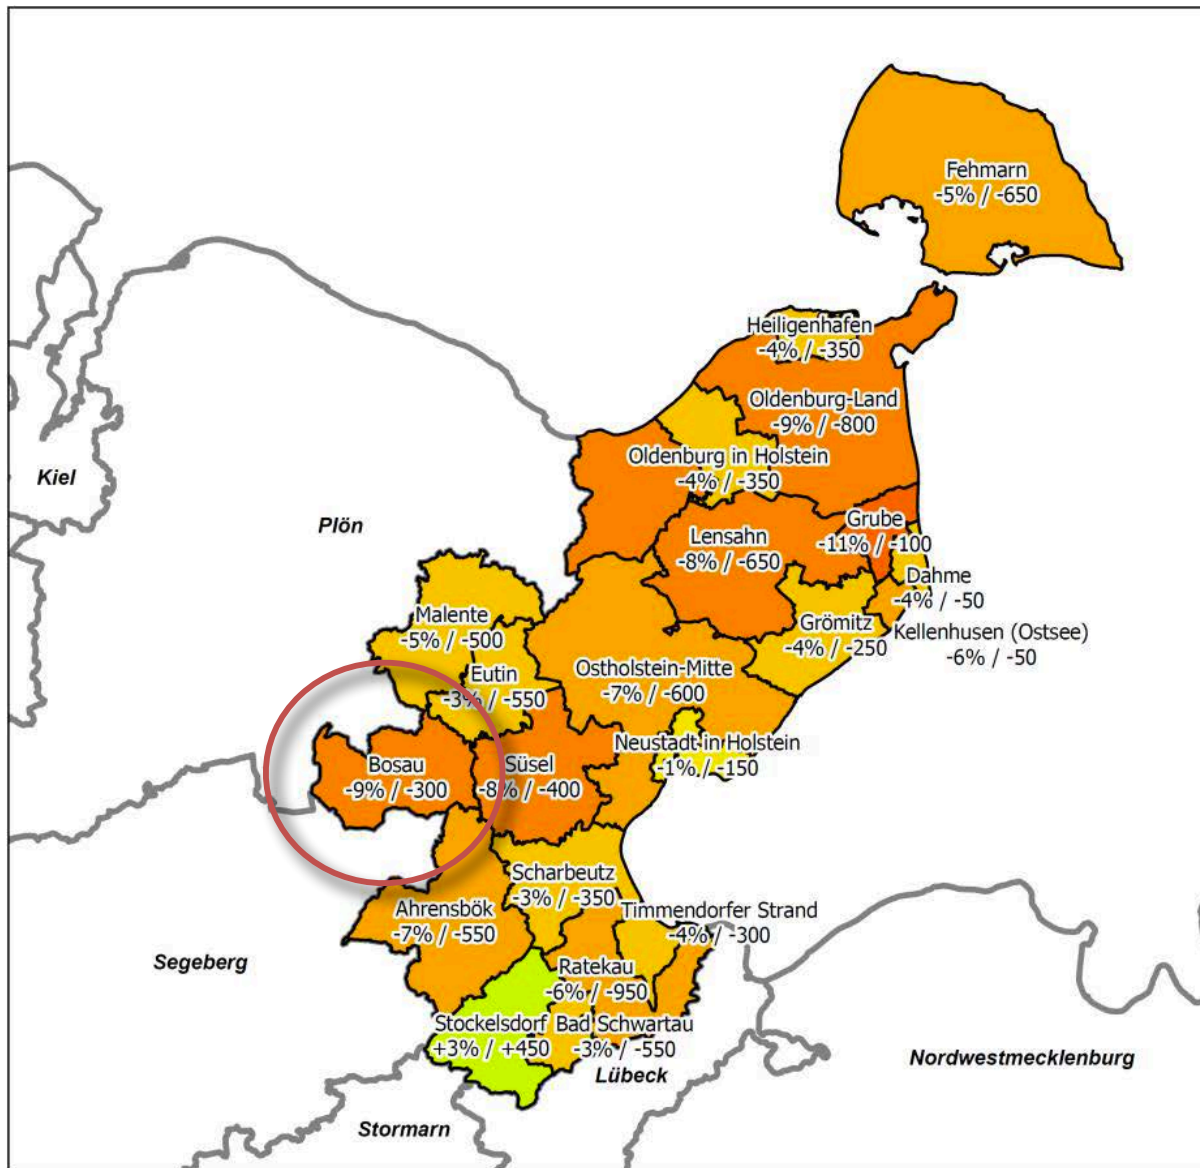 Fehmarn
-5% / -650
Heiligenhafen
-4% / -350
Oldenburg-Land
-9% / -800
Oldenburg in Holstein
-4% / -350
Kiel
Plön
Grube
-11% / -100
Lensahn
-8% / -650
Dahme
-4% / -50
Malente
-5% / -500
Grömitz
-4% / -250
Kellenhusen (Ostsee)
-6% / -50
Eutin
-3% / -550
Ostholstein-Mitte
-7% / -600
Neustadt in Holstein
-1% / -150
Bosau
-9% / -300
Süsel
-8% / -400
Scharbeutz
-3% / -350
Ahrensbök
-7% / -550
Timmendorfer Strand
-4% / -300
Segeberg
Ratekau
-6% / -950
Stockelsdorf
+3% / +450
Bad Schwartau
-3% / -550
Lübeck
Nordwestmecklenburg
Stormarn